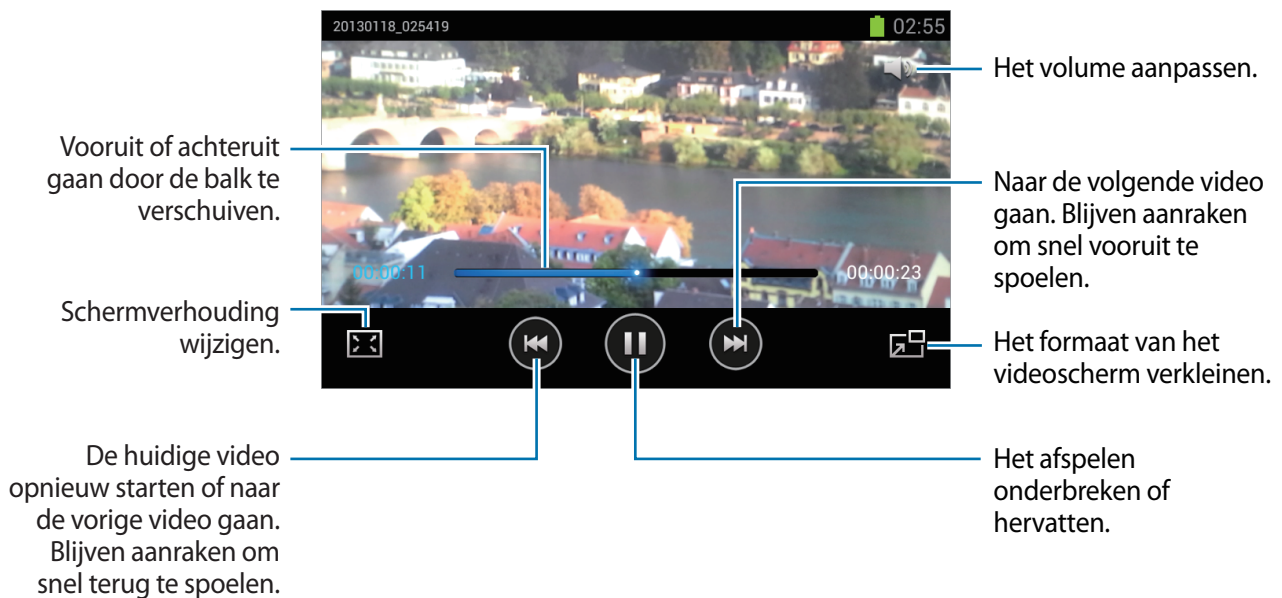 20130118_025419
02:55
Het volume aanpassen.
Vooruit of achteruit
gaan door de balk te
verschuiven.
Naar de volgende video
gaan. Blijven aanraken
om snel vooruit te
spoelen.
00:00:11
00:00:23
Schermverhouding
wijzigen.
Het formaat van het
videoscherm verkleinen.
De huidige video
opnieuw starten of naar
de vorige video gaan.
Blijven aanraken om
snel terug te spoelen.
Het afspelen
onderbreken of
hervatten.